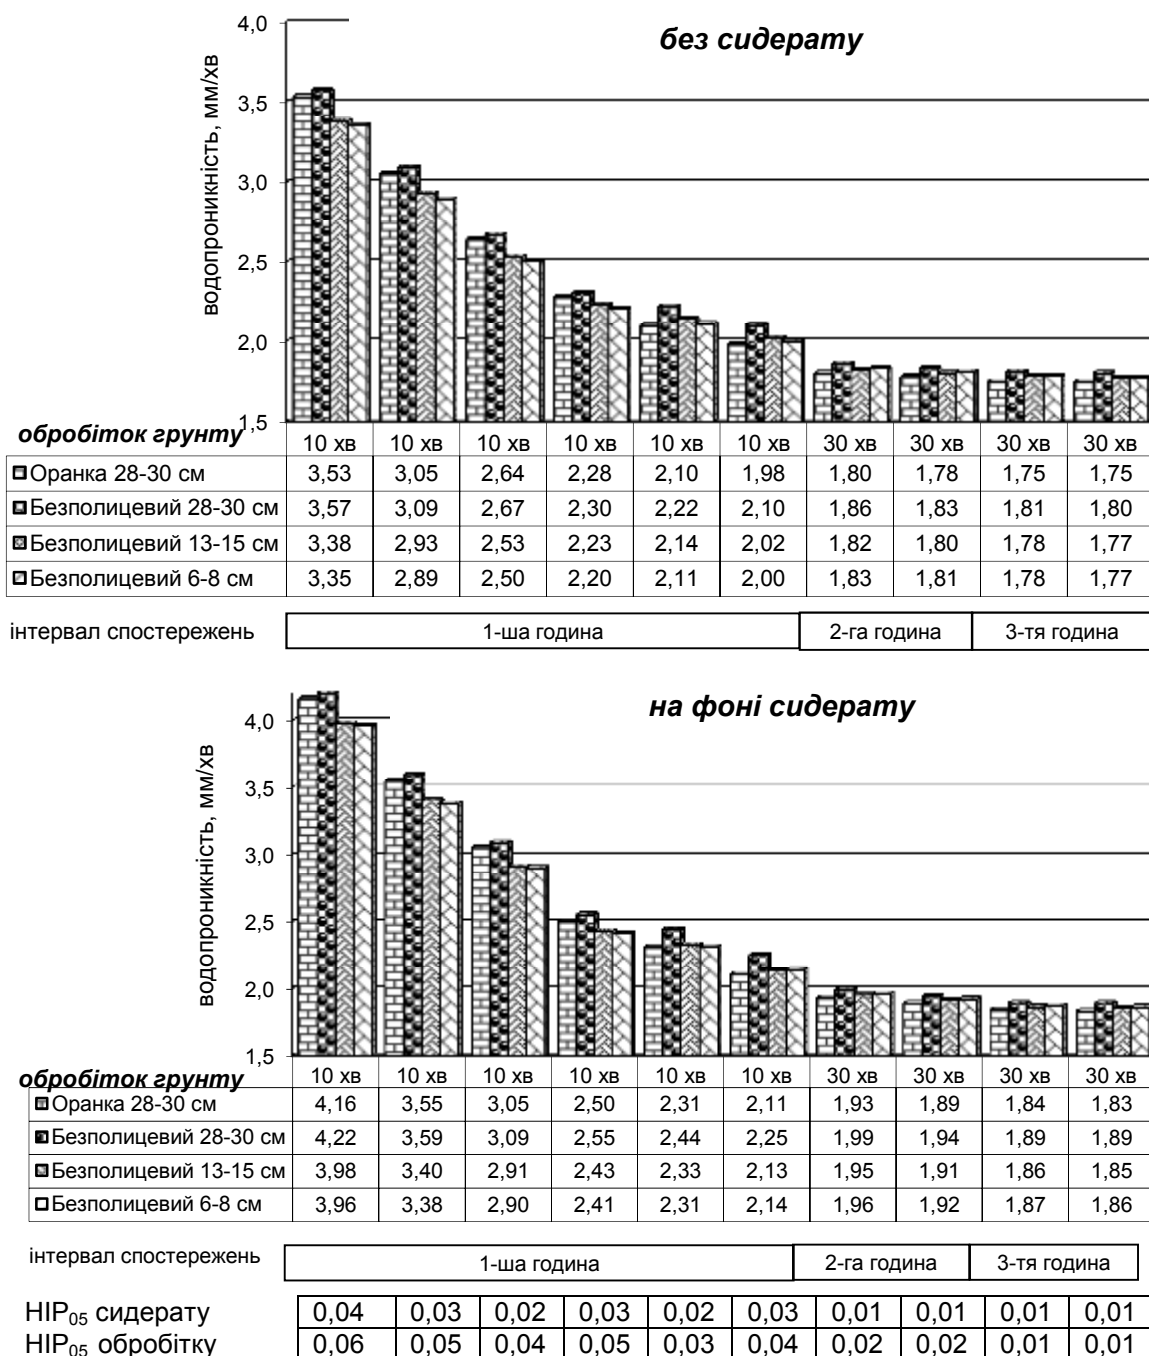 без сидерату
4,0
3,5
3,0
2,5
2,0
1,5
водопроникність, мм/хв
обробіток грунту
10 хв 10 хв 10 хв 10 хв 10 хв 10 хв 30 хв 30 хв 30 хв 30 хв
Оранка 28-30 см 3,53 3,05 2,64 2,28 2,10 1,98 1,80 1,78 1,75 1,75
Безполицевий 28-30 см 3,57 3,09 2,67 2,30 2,22 2,10 1,86 1,83 1,81 1,80
Безполицевий 13-15 см 3,38 2,93 2,53 2,23 2,14 2,02 1,82 1,80 1,78 1,77
Безполицевий 6-8 см 3,35 2,89 2,50 2,20 2,11 2,00 1,83 1,81 1,78 1,77
інтервал спостережень 1-ша година 2-га година 3-тя година
на фоні сидерату
4,0
3,5
3,0
2,5
2,0
1,5
водопроникність, мм/хв
обробіток грунту
10 хв 10 хв 10 хв 10 хв 10 хв 10 хв 30 хв 30 хв 30 хв 30 хв
Оранка 28-30 см 4,16 3,55 3,05 2,50 2,31 2,11 1,93 1,89 1,84 1,83
Безполицевий 28-30 см 4,22 3,59 3,09 2,55 2,44 2,25 1,99 1,94 1,89 1,89
Безполицевий 13-15 см 3,98 3,40 2,91 2,43 2,33 2,13 1,95 1,91 1,86 1,85
Безполицевий 6-8 см 3,96 3,38 2,90 2,41 2,31 2,14 1,96 1,92 1,87 1,86
інтервал спостережень 1-ша година 2-га година 3-тя година
НІР05 сидерату 0,04 0,03 0,02 0,03 0,02 0,03 0,01 0,01 0,01 0,01
НІР05 обробітку 0,06 0,05 0,04 0,05 0,03 0,04 0,02 0,02 0,01 0,01